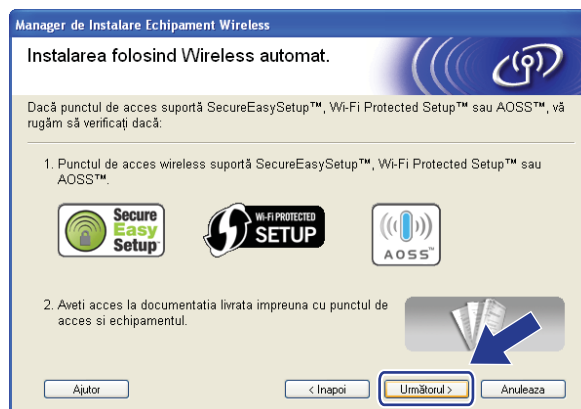 Manager de Instalare Echipament Wireless
Instalarea folosind Wireless automat.
Dacă punctul de acces suportă SecureEasySetup™, Wi-Fi Protected Setup™ sau AOSS™, vă
rugăm să verificați dacă:
1. Punctul de acces wireless suportă SecureEasySetup™, Wi-Fi Protected Setup™ sau
AOSS™.
Secure
Easy
Setup™
WI-FI PROTECTED
SETUP
AOSS™
2. Aveti acces la documentatia livrata impreuna cu punctul de
acces si echipamentul.
Ajutor
< Inapoi
Următorul >
Anuleaza